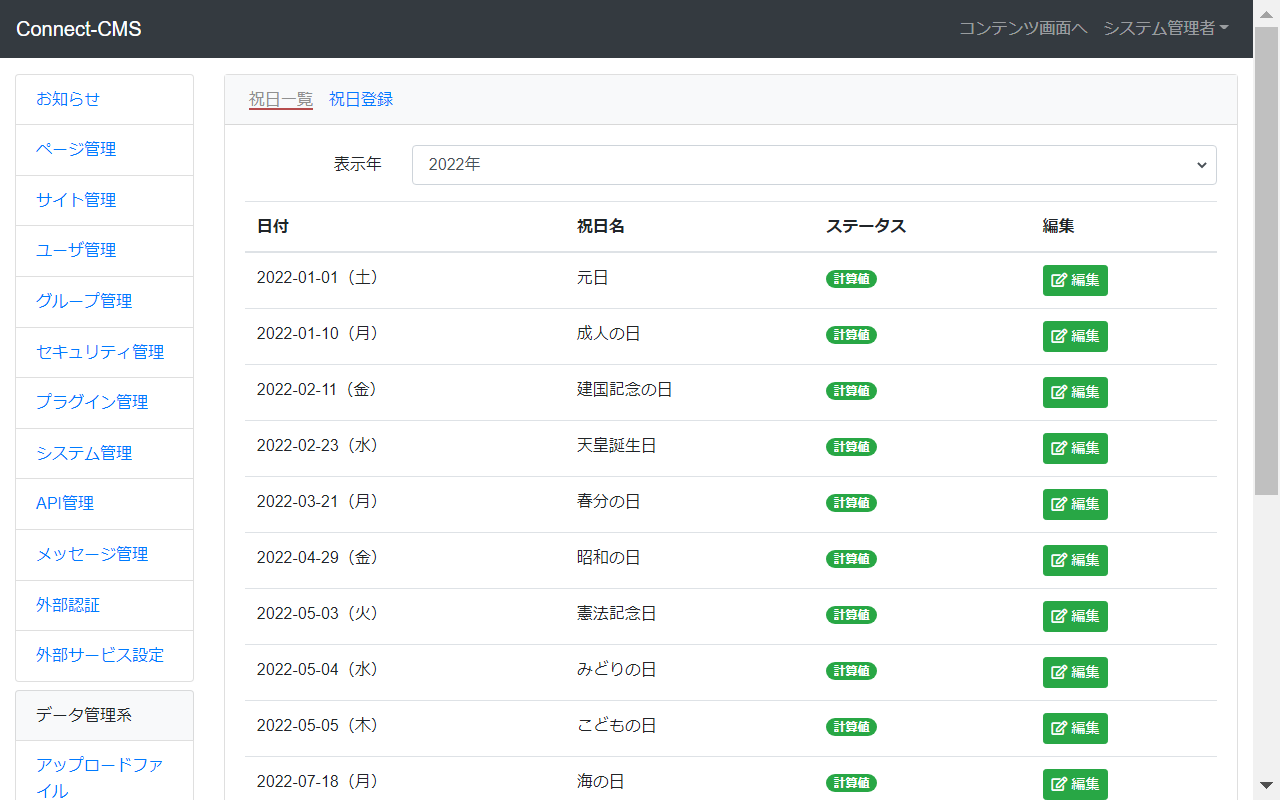 Connect-CMS
コンテンツ画面へ システム管理者
お知らせ
ページ管理
サイト管理
ユーザ管理
グループ管理
セキュリティ管理
プラグイン管理
システム管理
API管理
メッセージ管理
外部認証
外部サービス設定
データ管理系
アップロードファ
イル
祝日一覧 祝日登録
表示年 2022年
日付 祝日名 ステータス 編集
2022-01-01（土） 元日 計算値 編集
2022-01-10（月） 成人の日 計算値 編集
2022-02-11（金） 建国記念の日 計算値 編集
2022-02-23（水） 天皇誕生日 計算値 編集
2022-03-21（月） 春分の日 計算値 編集
2022-04-29（金） 昭和の日 計算値 編集
2022-05-03（火） 憲法記念日 計算値 編集
2022-05-04（水） みどりの日 計算値 編集
2022-05-05（木） こどもの日 計算値 編集
2022-07-18（月） 海の日 計算値 編集